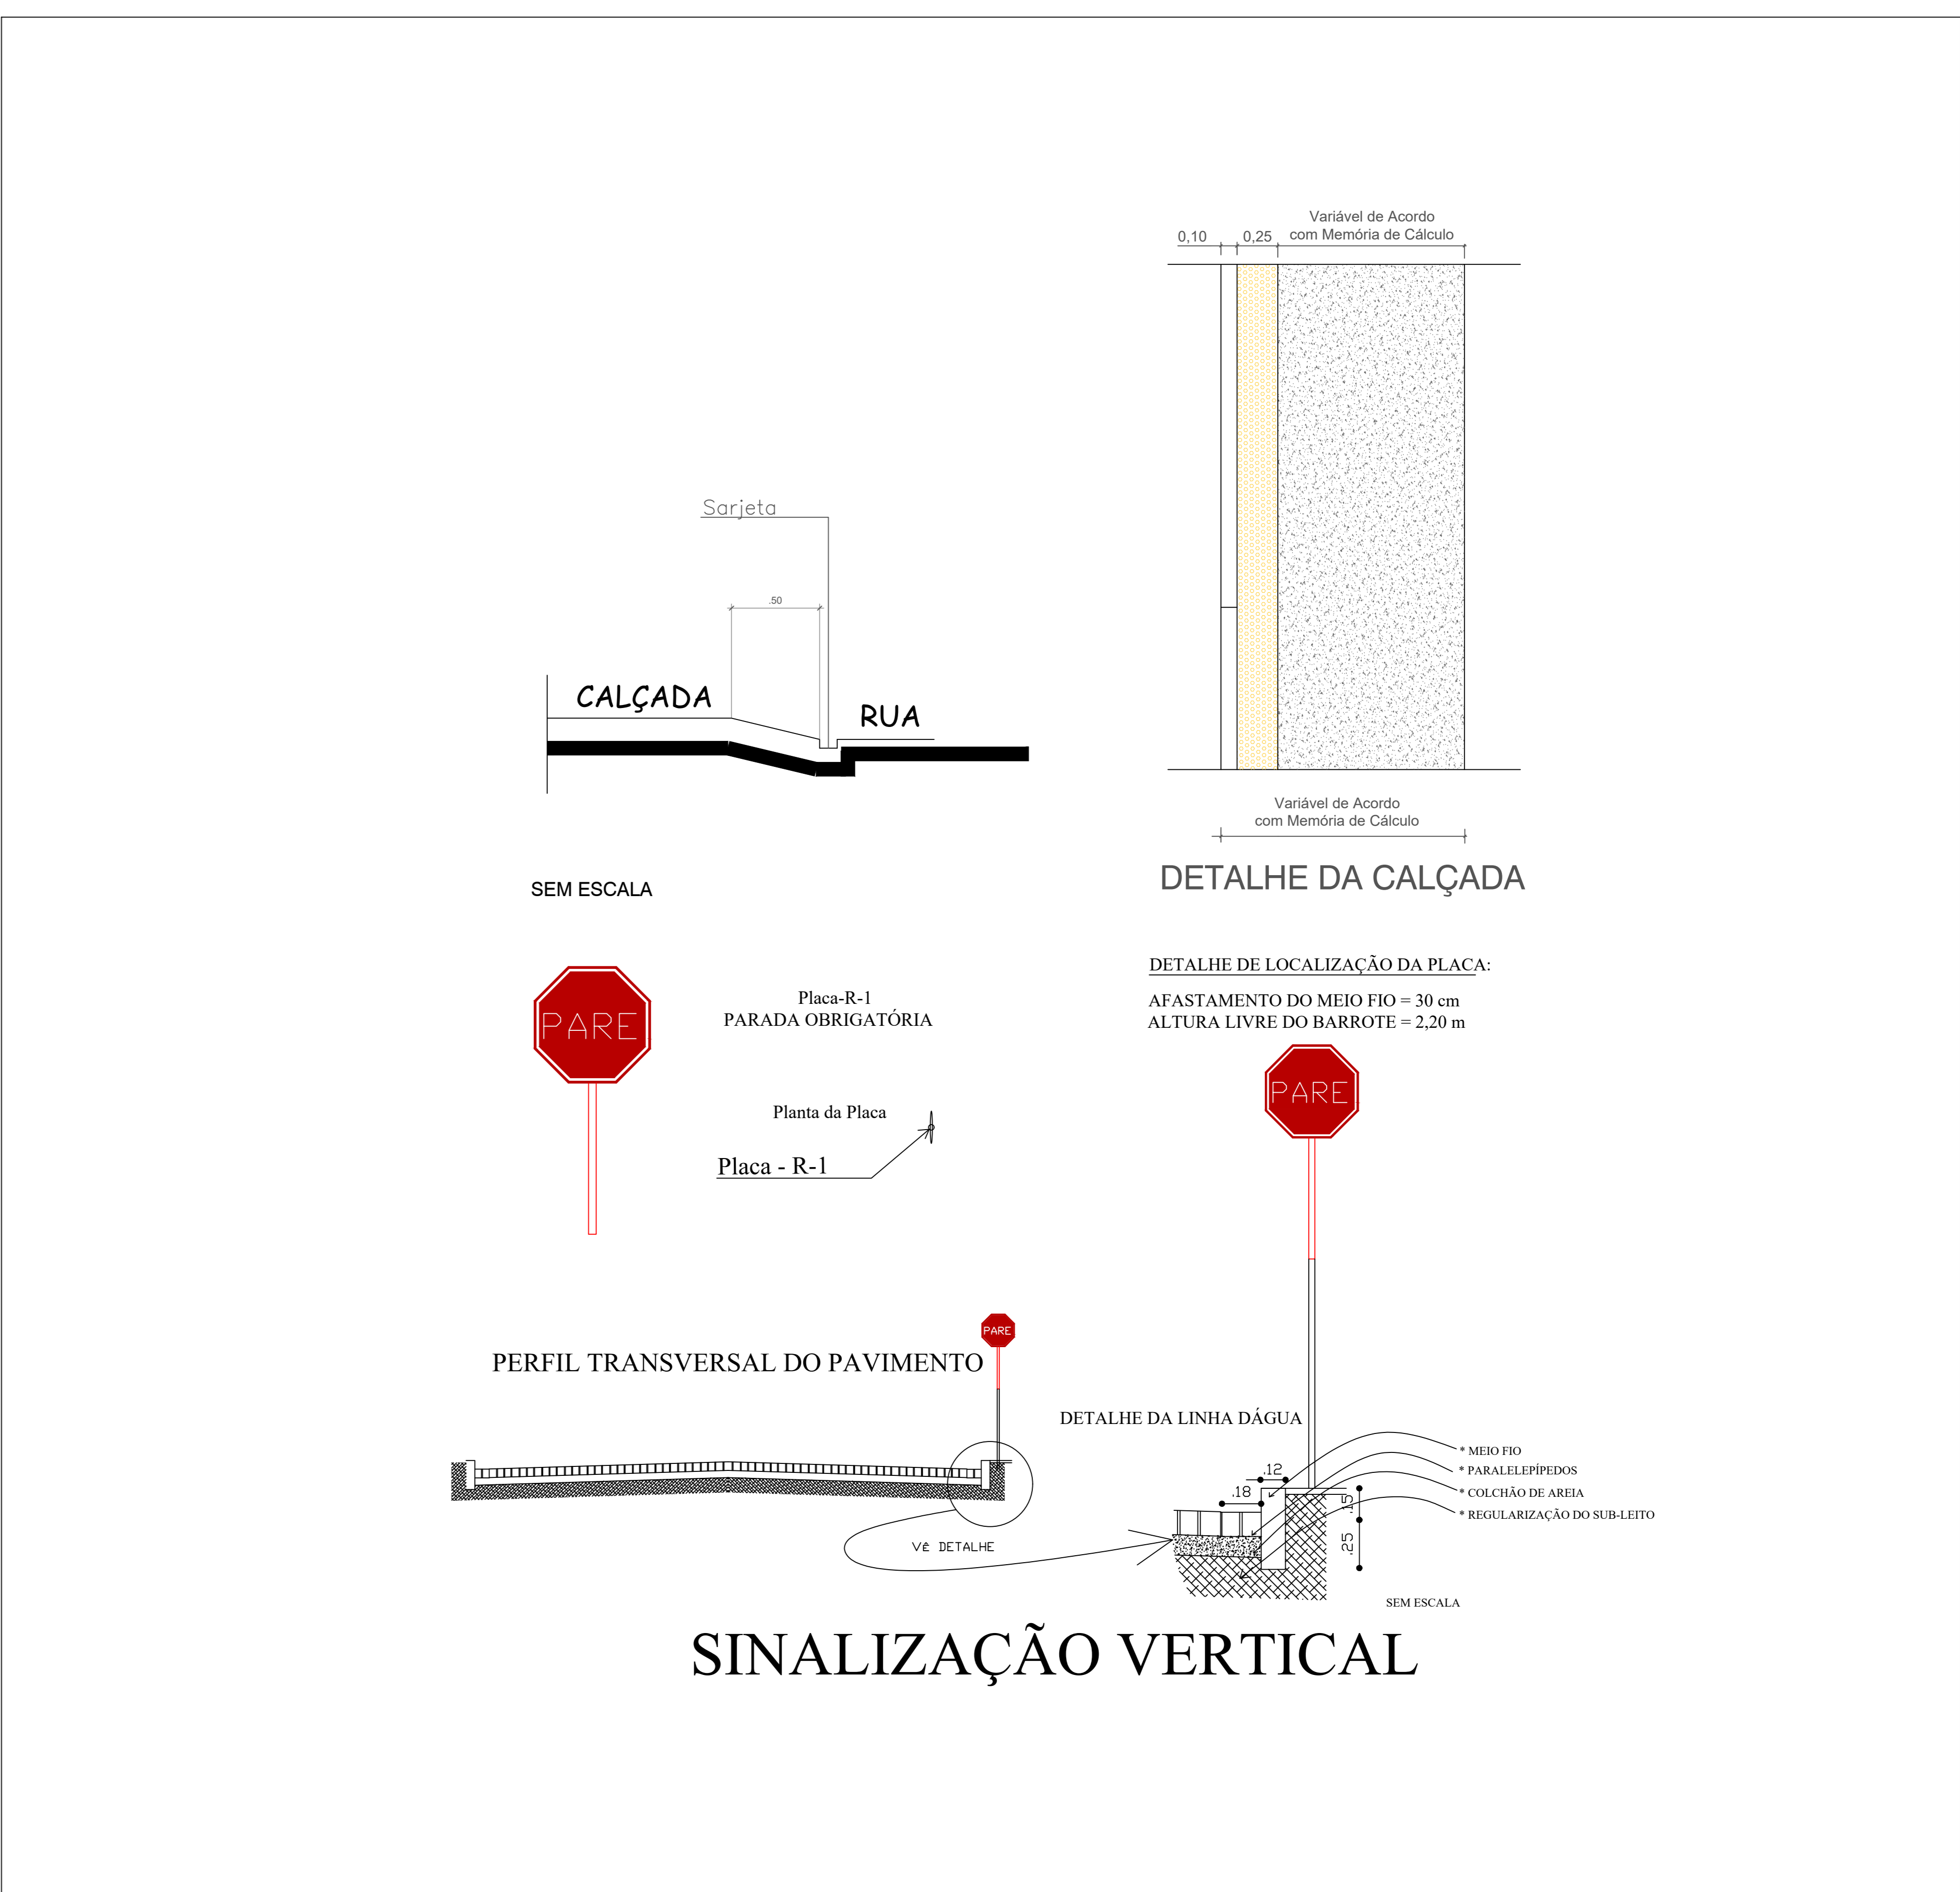 Variável de Acordo
com Memória de Cálculo
0,10
0,25
Sarjeta
.50
CALÇADA
RUA
Variável de Acordo
com Memória de Cálculo
DETALHE DA CALÇADA
SEM ESCALA
PARE
Placa-R-1
PARADA OBRIGATÓRIA
Planta da Placa
Placa - R-1
DETALHE DE LOCALIZAÇÃO DA PLACA:
AFASTAMENTO DO MEIO FIO = 30 cm
ALTURA LIVRE DO BARROTE = 2,20 m
PARE
PARE
PERFIL TRANSVERSAL DO PAVIMENTO
VÊ DETALHE
DETALHE DA LINHA DÁGUA
.12
.18
.15
.25
* MEIO FIO
* PARALELEPÍPEDOS
* COLCHÃO DE AREIA
* REGULARIZAÇÃO DO SUB-LEITO
SEM ESCALA
SINALIZAÇÃO VERTICAL